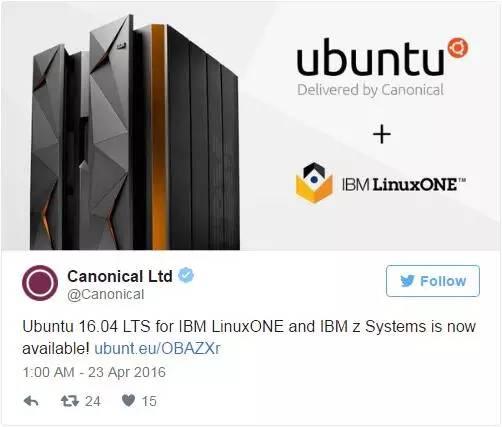 ubuntu
Delivered by Canonical
+
IBM LinuxONE™
Canonical Ltd
@Canonical
Follow
Ubuntu 16.04 LTS for IBM LinuxONE and IBM z Systems is now
available! ubunt.eu/OBAZXr
1:00 AM - 23 Apr 2016
24 15